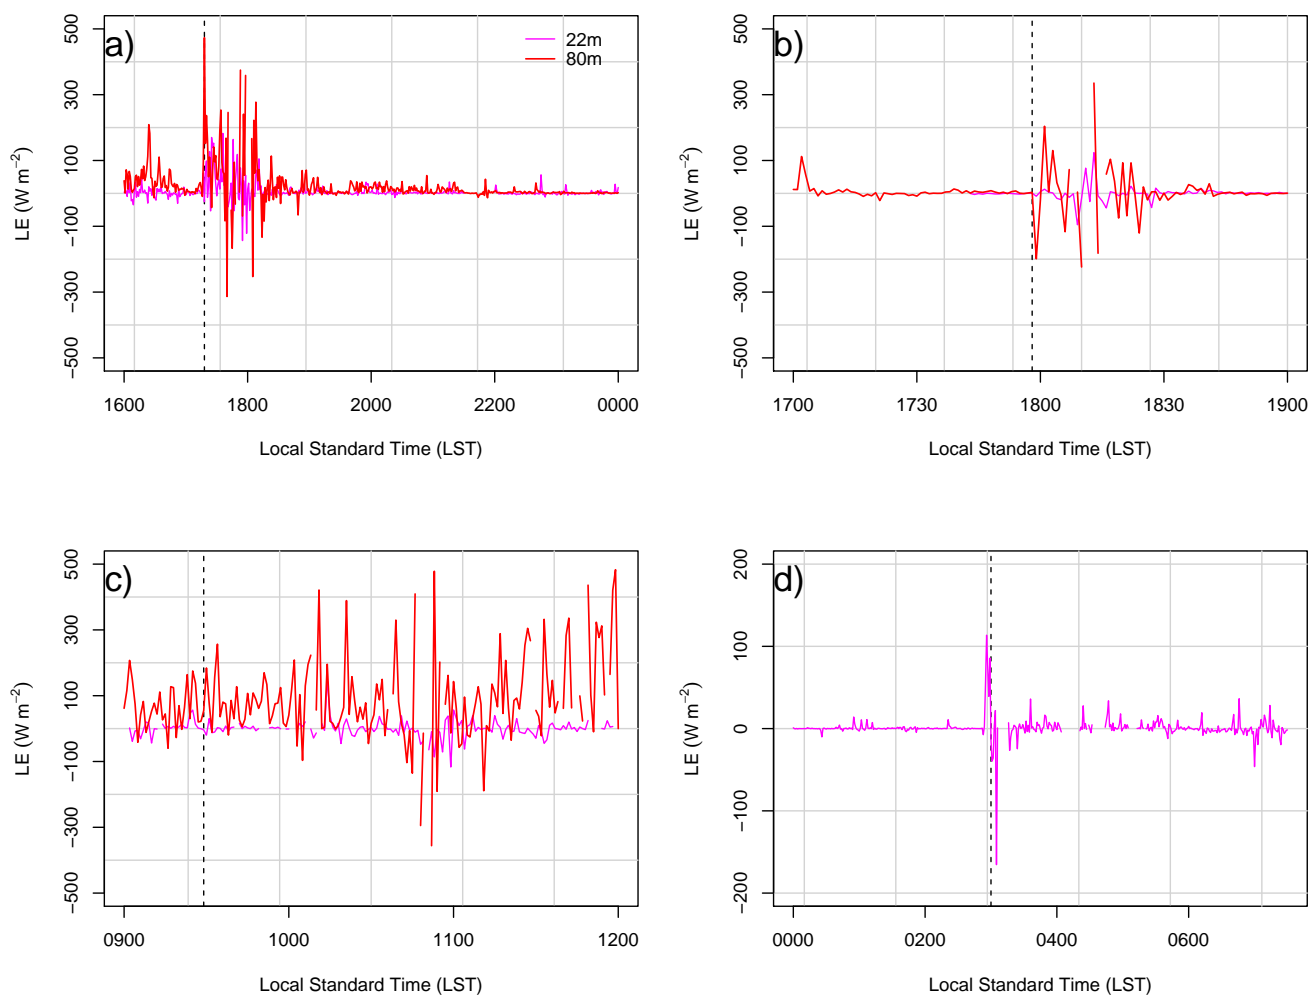 a)
22m
80m
500
300
100
−100
−300
−500
LE (W m−2)
1600 1800 2000 2200 0000
Local Standard Time (LST)
b)
500
300
100
−100
−300
−500
LE (W m−2)
1700 1730 1800 1830 1900
Local Standard Time (LST)
c)
500
300
100
−100
−300
−500
LE (W m−2)
0900 1000 1100 1200
Local Standard Time (LST)
d)
200
100
0
−100
−200
LE (W m−2)
0000 0200 0400 0600
Local Standard Time (LST)